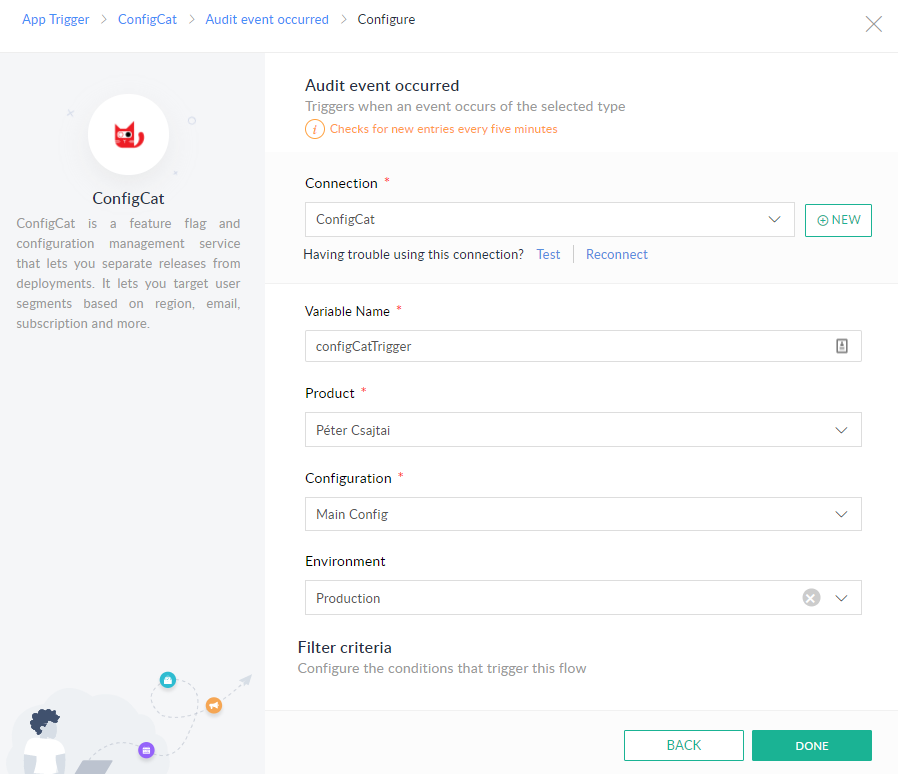 App Trigger > ConfigCat > Audit event occurred > Configure
ConfigCat
ConfigCat is a feature flag and
configuration management service
that lets you separate releases from
deployments. It lets you target user
segments based on region, email,
subscription and more.
Audit event occurred
Triggers when an event occurs of the selected type
i Checks for new entries every five minutes
Connection *
ConfigCat
NEW
Having trouble using this connection? Test | Reconnect
Variable Name *
configCatTrigger
Product *
Péter Csajtai
Configuration *
Main Config
Environment
Production
Filter criteria
Configure the conditions that trigger this flow
BACK
DONE